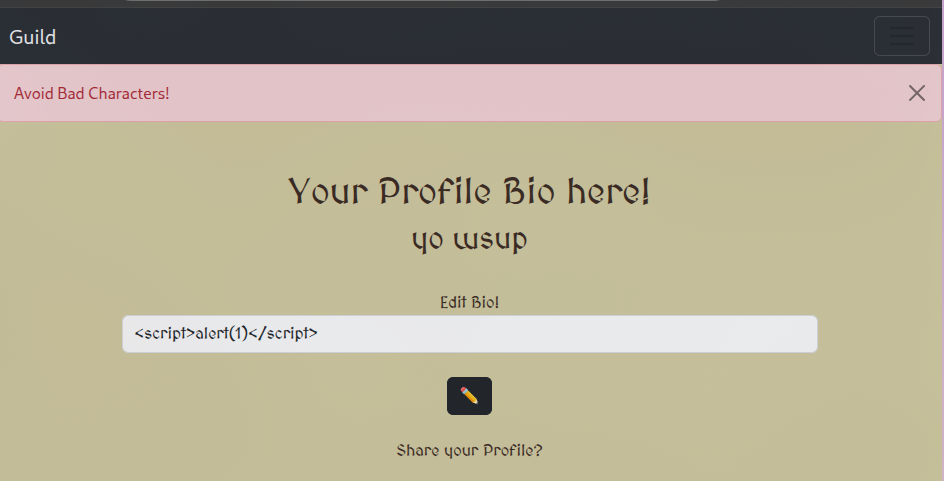 Guild
Avoid Bad Characters!
Your Profile Bio here!
yo wsup
Edit Bio!
<script>alert(1)</script>
Share your Profile?